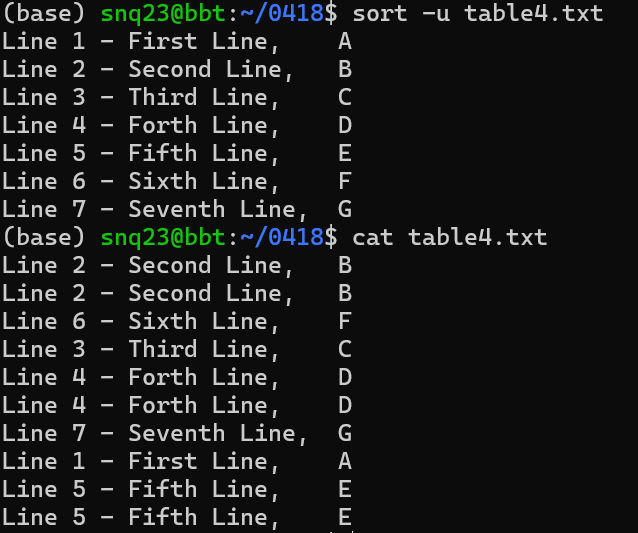 (base) snq23@bbt:~/0418$ sort -u table4.txt
Line 1 - First Line,    A
Line 2 - Second Line,   B
Line 3 - Third Line,    C
Line 4 - Forth Line,    D
Line 5 - Fifth Line,    E
Line 6 - Sixth Line,    F
Line 7 - Seventh Line,  G
(base) snq23@bbt:~/0418$ cat table4.txt
Line 2 - Second Line,   B
Line 2 - Second Line,   B
Line 6 - Sixth Line,    F
Line 3 - Third Line,    C
Line 4 - Forth Line,    D
Line 4 - Forth Line,    D
Line 7 - Seventh Line,  G
Line 1 - First Line,    A
Line 5 - Fifth Line,    E
Line 5 - Fifth Line,    E